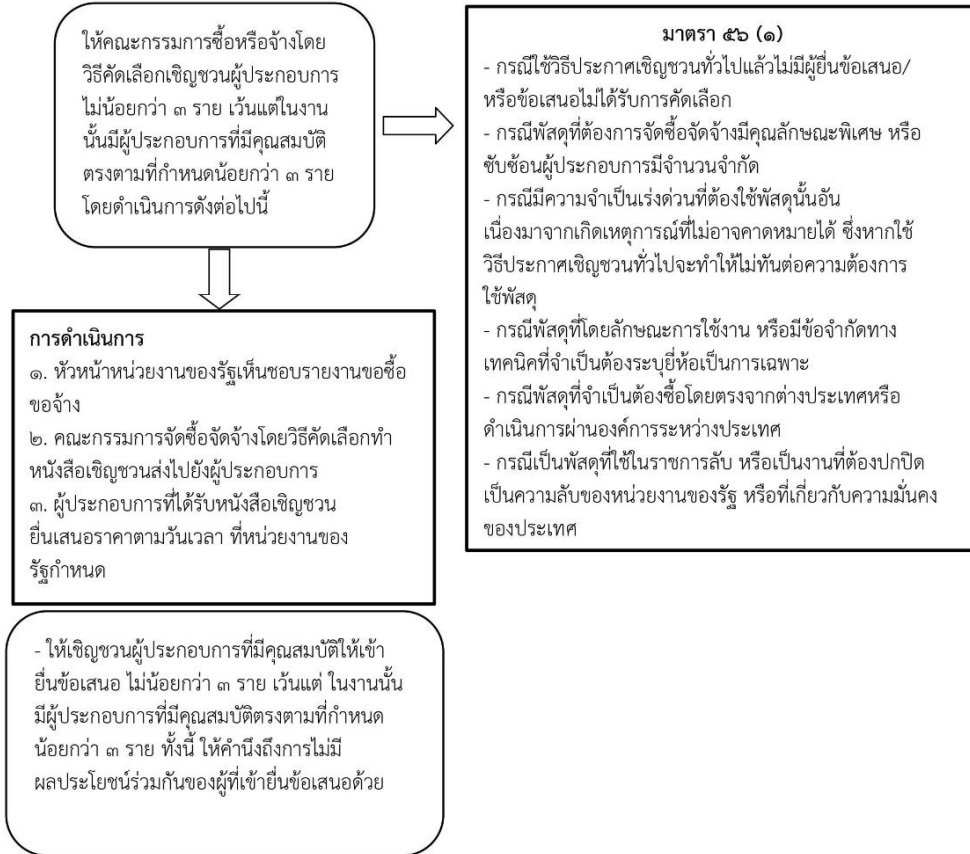 ให้คณะกรรมการซื้อหรือจ้างโดย
วิธีคัดเลือกเชิญชวนผู้ประกอบการ
ไม่น้อยกว่า ๓ ราย เว้นแต่ในงาน
นั้นมีผู้ประกอบการที่มีคุณสมบัติ
ตรงตามที่กำหนดน้อยกว่า ๓ ราย
โดยดำเนินการดังต่อไปนี้
มาตรา ๕๖ (๑)
- กรณีใช้วิธีประกาศเชิญชวนทั่วไปแล้วไม่มีผู้ยื่นข้อเสนอ/
หรือข้อเสนอไม่ได้รับการคัดเลือก
- กรณีพัสดุที่ต้องการจัดซื้อจัดจ้างมีคุณลักษณะพิเศษ หรือ
ซับซ้อนผู้ประกอบการมีจำนวนจำกัด
- กรณีมีความจำเป็นเร่งด่วนที่ต้องใช้พัสดุนั้นอัน
เนื่องมาจากเกิดเหตุการณ์ที่ไม่อาจคาดหมายได้ ซึ่งหากใช้
วิธีประกาศเชิญชวนทั่วไปจะทำให้ไม่ทันต่อความต้องการ
ใช้พัสดุ
- กรณีพัสดุที่โดยลักษณะการใช้งาน หรือมีข้อจำกัดทาง
เทคนิคที่จำเป็นต้องระบุยี่ห้อเป็นการเฉพาะ
- กรณีพัสดุที่จำเป็นต้องซื้อโดยตรงจากต่างประเทศหรือ
ดำเนินการผ่านองค์การระหว่างประเทศ
- กรณีเป็นพัสดุที่ใช้ในราชการลับ หรือเป็นงานที่ต้องปกปิด
เป็นความลับของหน่วยงานของรัฐ หรือที่เกี่ยวกับความมั่นคง
ของประเทศ
การดำเนินการ
๑. หัวหน้าหน่วยงานของรัฐเห็นชอบรายงานขอซื้อ
ขอจ้าง
๒. คณะกรรมการจัดซื้อจัดจ้างโดยวิธีคัดเลือกทำ
หนังสือเชิญชวนส่งไปยังผู้ประกอบการ
๓. ผู้ประกอบการที่ได้รับหนังสือเชิญชวน
ยื่นเสนอราคาตามวันเวลา ที่หน่วยงานของ
รัฐกำหนด
- ให้เชิญชวนผู้ประกอบการที่มีคุณสมบัติให้เข้า
ยื่นข้อเสนอ ไม่น้อยกว่า ๓ ราย เว้นแต่ ในงานนั้น
มีผู้ประกอบการที่มีคุณสมบัติตรงตามที่กำหนด
น้อยกว่า ๓ ราย ทั้งนี้ ให้คำนึงถึงการไม่มี
ผลประโยชน์ร่วมกันของผู้ที่เข้ายื่นข้อเสนอด้วย